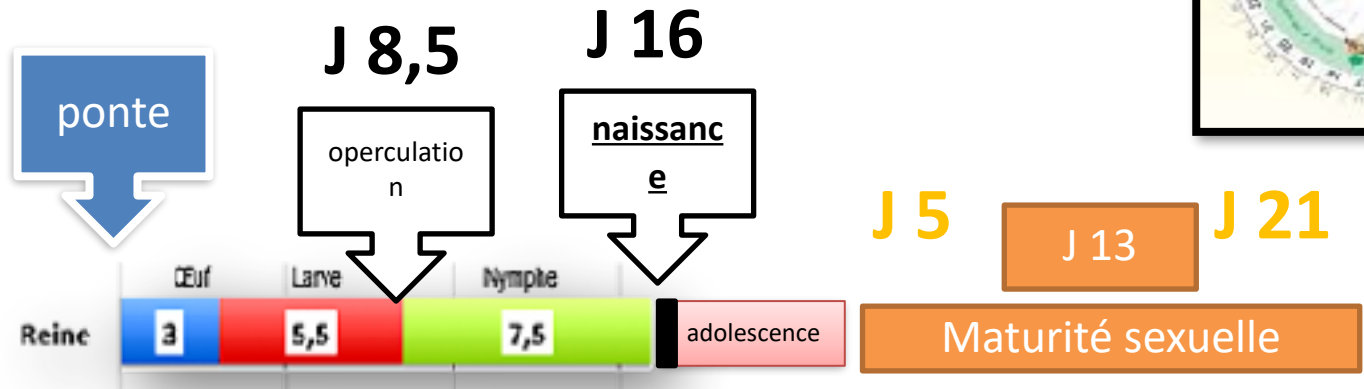 J 8,5
J 16
ponte
operculatio
n
naissanc
e
J 5
J 13
J 21
Œuf
Larve
Nymphe
Reine
3
5,5
7,5
adolescence
Maturité sexuelle